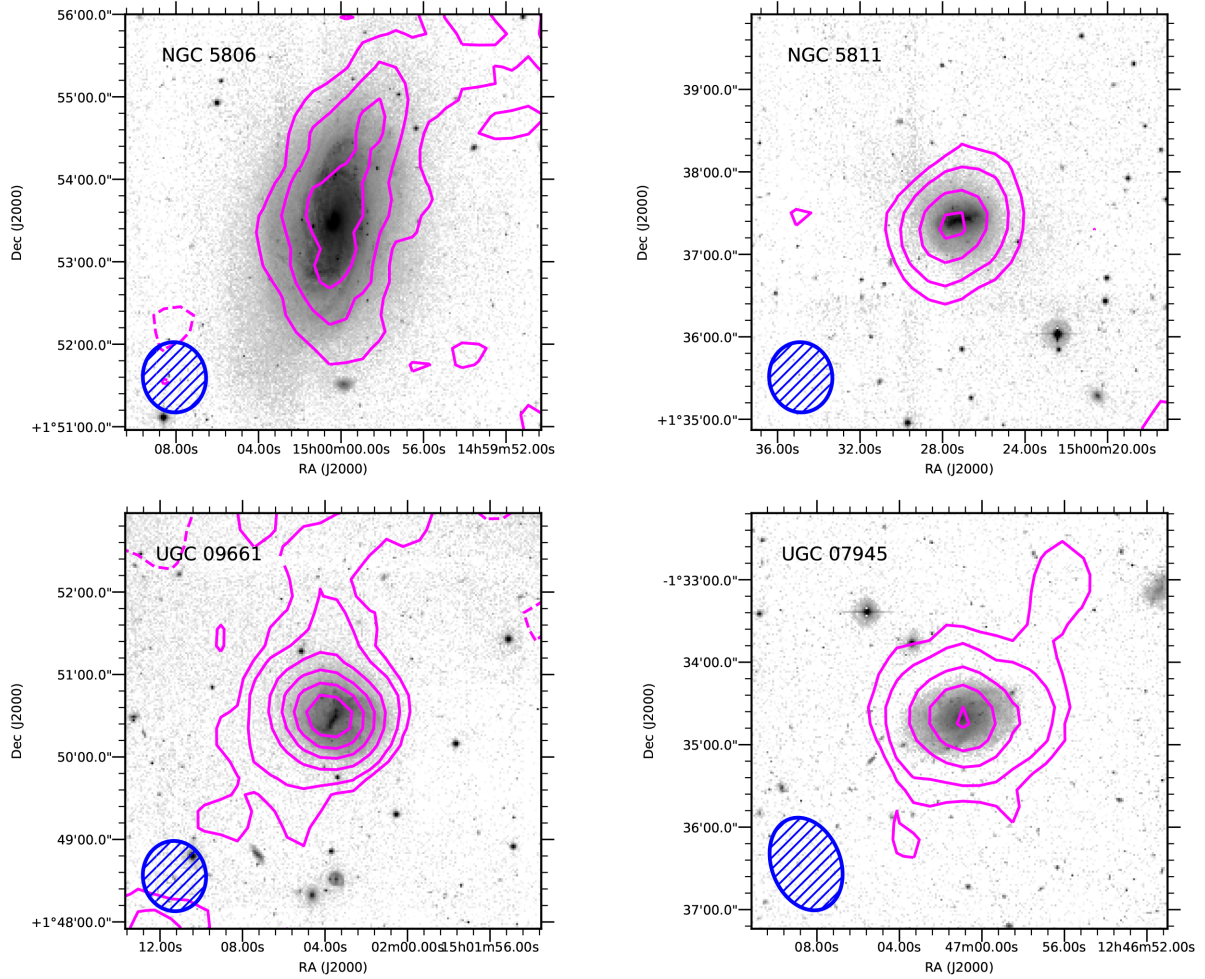 NGC 5806
56'00.0"
55'00.0"
54'00.0"
53'00.0"
52'00.0"
+1°51'00.0"
Dec (J2000)
08.00s 04.00s 15h00m00.00s 56.00s 14h59m52.00s
RA (J2000)
NGC 5811
39'00.0"
38'00.0"
37'00.0"
36'00.0"
+1°35'00.0"
Dec (J2000)
36.00s 32.00s 28.00s 24.00s 15h00m20.00s
RA (J2000)
UGC 09661
52'00.0"
51'00.0"
50'00.0"
49'00.0"
+1°48'00.0"
Dec (J2000)
12.00s 08.00s 04.00s 02m00.00s 15h01m56.00s
RA (J2000)
UGC 07945
-1°33'00.0"
34'00.0"
35'00.0"
36'00.0"
37'00.0"
Dec (J2000)
08.00s 04.00s 47m00.00s 56.00s 12h46m52.00s
RA (J2000)